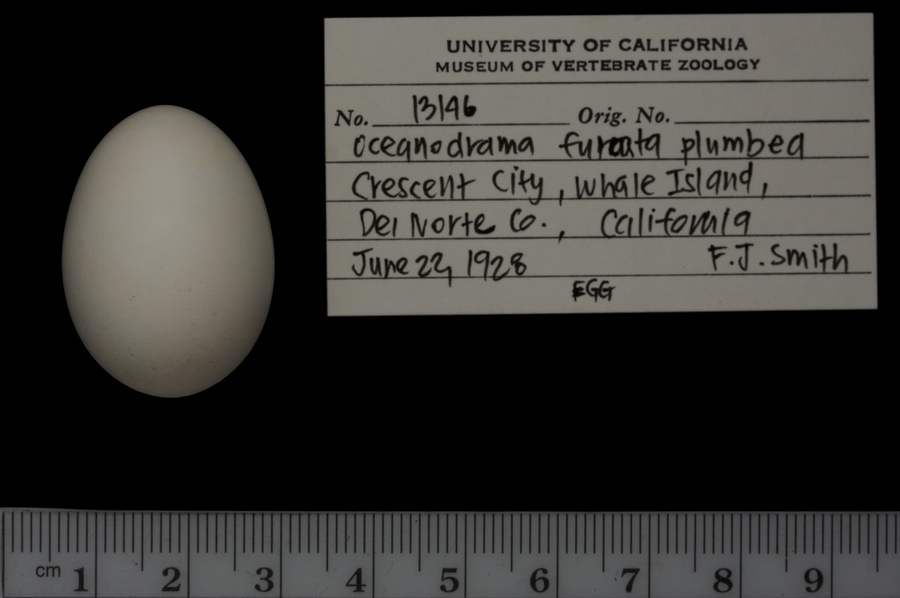 UNIVERSITY OF CALIFORNIA
MUSEUM OF VERTEBRATE ZOOLOGY
No. 13146 Orig. No.
Oceanodrama furcata plumbea
Crescent City, Whale Island,
Del Norte Co., California
June 22, 1928 F.J. Smith
EGG
cm 1 2 3 4 5 6 7 8 9